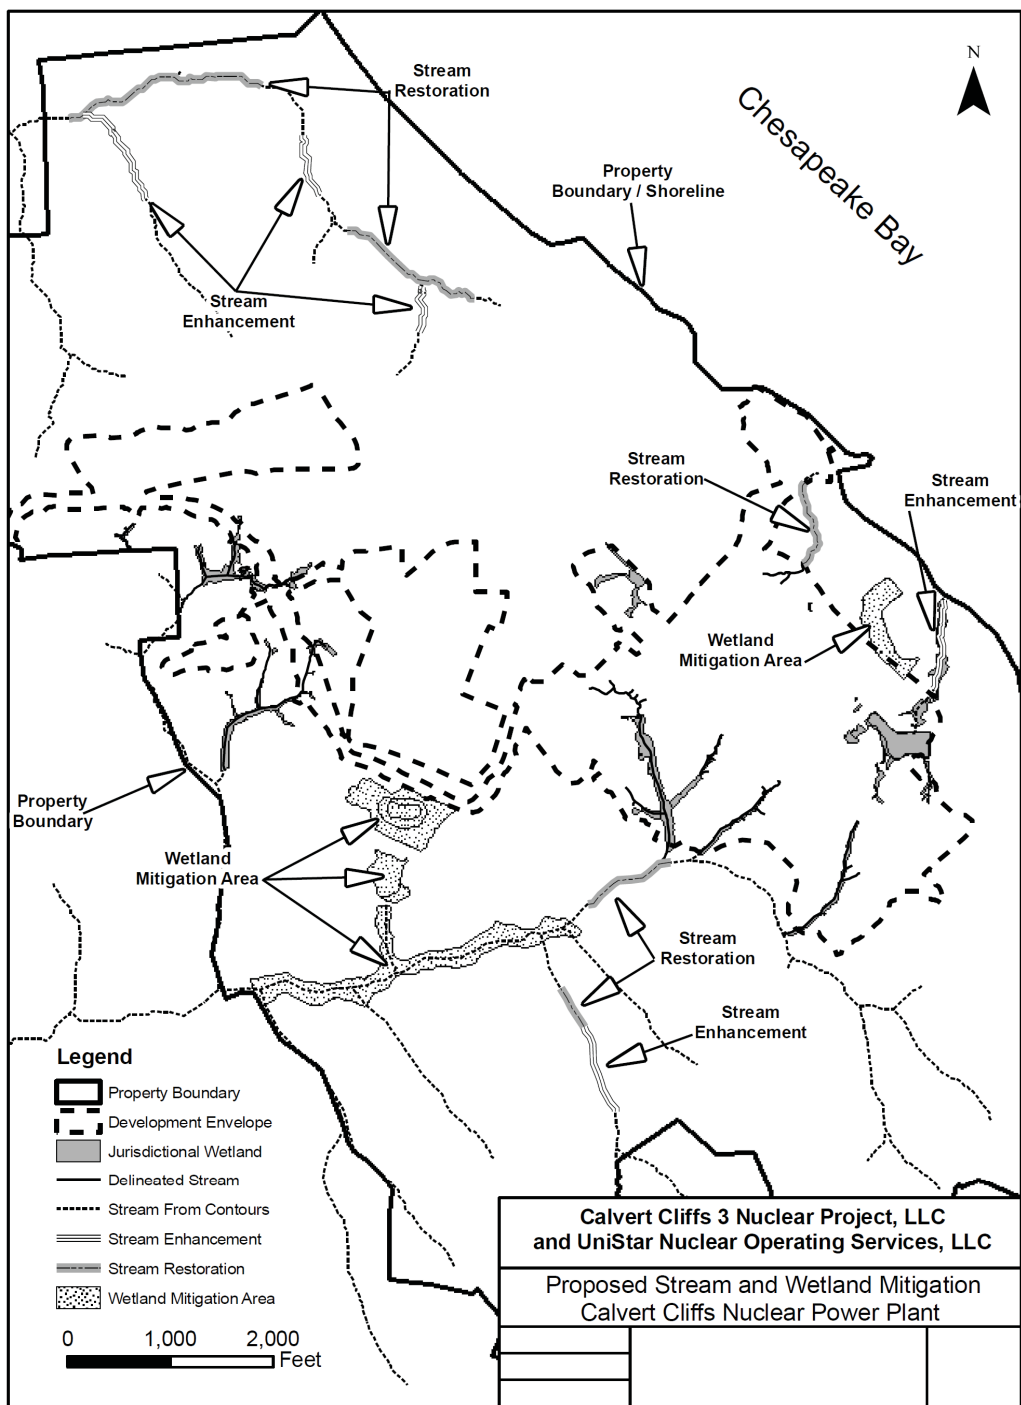 Stream
Restoration
N
Chesapeake Bay
Property
Boundary / Shoreline
Stream
Enhancement
Stream
Restoration
Stream
Enhancement
Wetland
Mitigation Area
Property
Boundary
Wetland
Mitigation Area
Stream
Restoration
Stream
Enhancement
Legend
Property Boundary
Development Envelope
Jurisdictional Wetland
Delineated Stream
Stream From Contours
Stream Enhancement
Stream Restoration
Wetland Mitigation Area
0 1,000 2,000
Feet
Calvert Cliffs 3 Nuclear Project, LLC
and UniStar Nuclear Operating Services, LLC
Proposed Stream and Wetland Mitigation
Calvert Cliffs Nuclear Power Plant